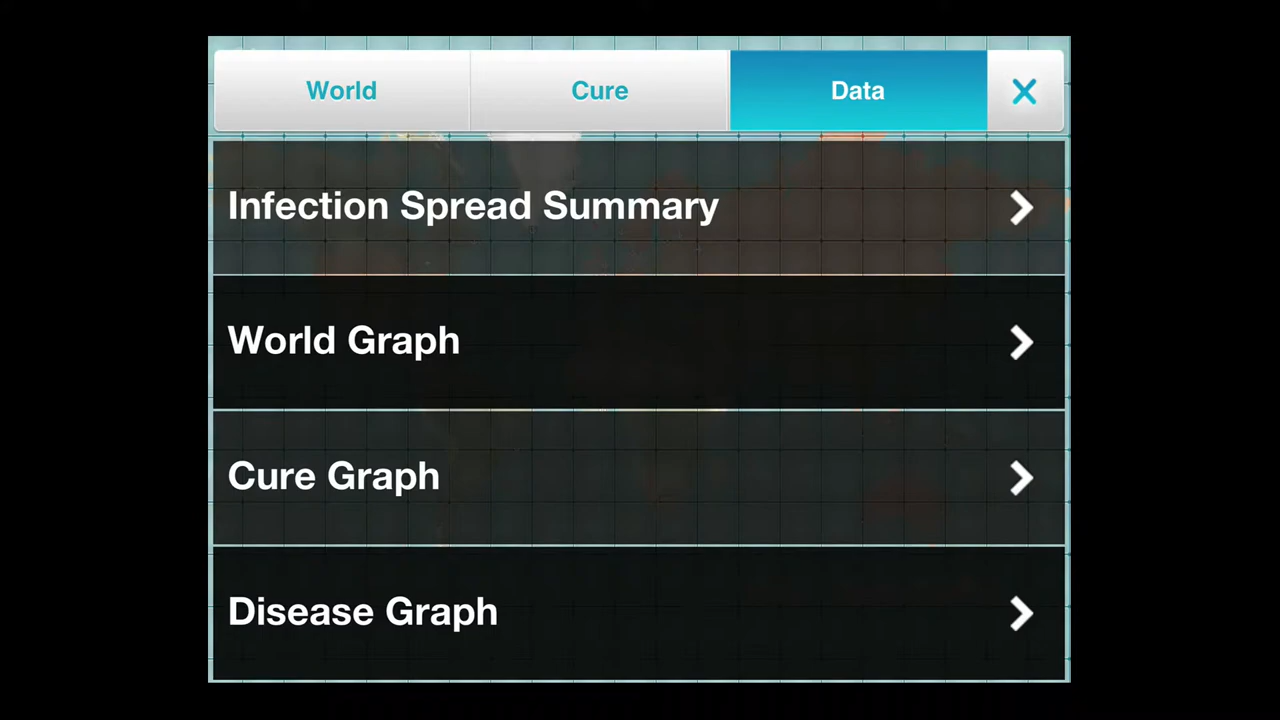 World
Cure
Data
Infection Spread Summary
World Graph
Cure Graph
Disease Graph